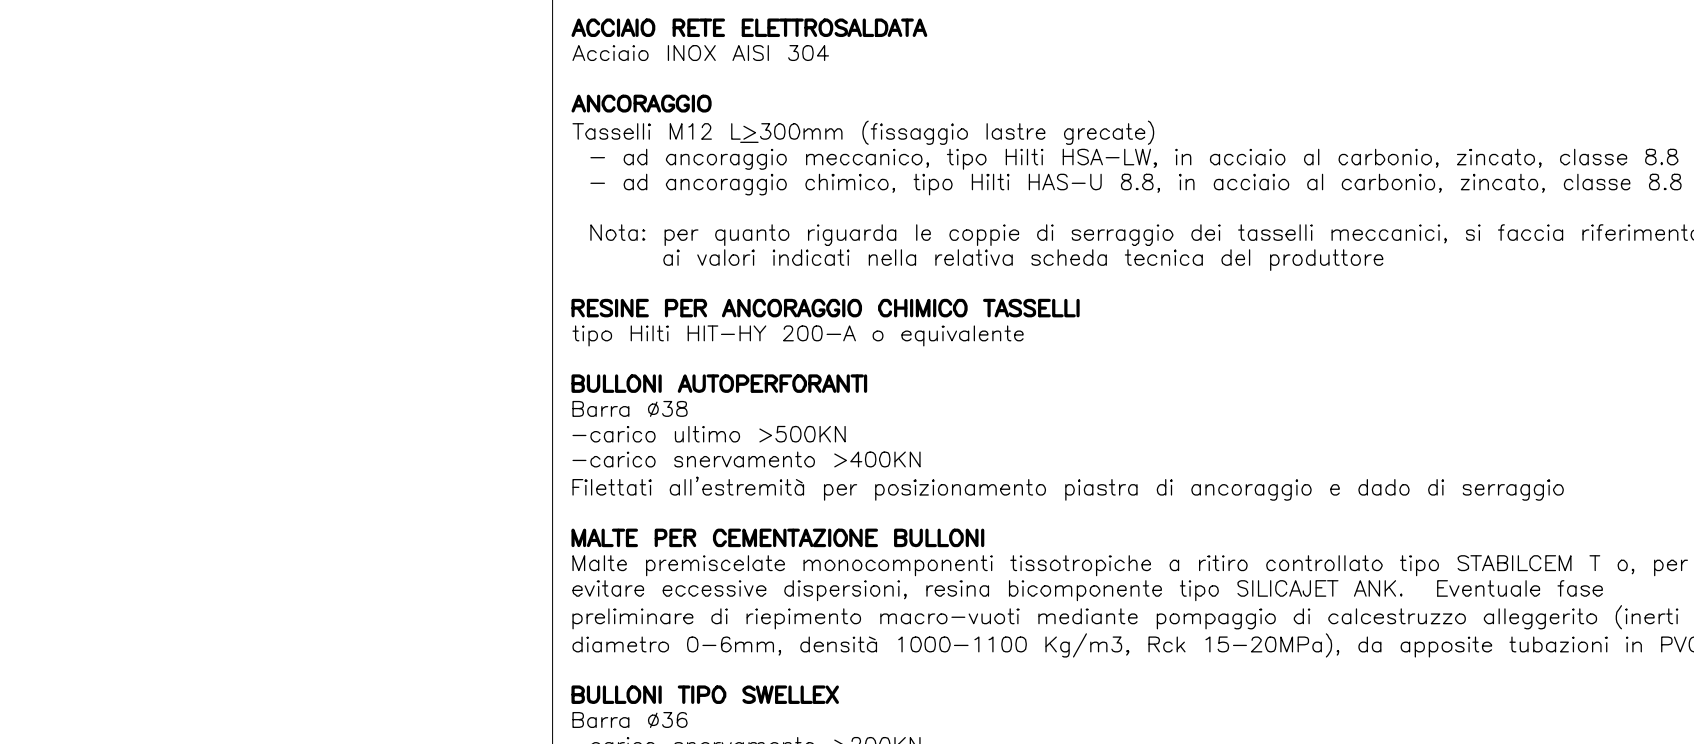 ACCIAIO RETE ELETTROSALDATA
Acciaio INOX AISI 304
ANCORAGGIO
Tasselli M12 L≥300mm (fissaggio lastre grecate)
– ad ancoraggio meccanico, tipo Hilti HSA–LW, in acciaio al carbonio, zincato, classe 8.8
– ad ancoraggio chimico, tipo Hilti HAS–U 8.8, in acciaio al carbonio, zincato, classe 8.8
Nota: per quanto riguarda le coppie di serraggio dei tasselli meccanici, si faccia riferimento
ai valori indicati nella relativa scheda tecnica del produttore
RESINE PER ANCORAGGIO CHIMICO TASSELLI
tipo Hilti HIT–HY 200–A o equivalente
BULLONI AUTOPERFORANTI
Barra Ø38
–carico ultimo >500KN
–carico snervamento >400KN
Filettati all'estremità per posizionamento piastra di ancoraggio e dado di serraggio
MALTE PER CEMENTAZIONE BULLONI
Malte premiscelate monocomponenti tissotropiche a ritiro controllato tipo STABILCEM T o, per
evitare eccessive dispersioni, resina bicomponente tipo SILICAJET ANK. Eventuale fase
preliminare di riepimento macro–vuoti mediante pompaggio di calcestruzzo alleggerito (inerti
diametro 0–6mm, densità 1000–1100 Kg/m3, Rck 15–20MPa), da apposite tubazioni in PVC
BULLONI TIPO SWELLEX
Barra Ø36
–carico snervamento >200KN